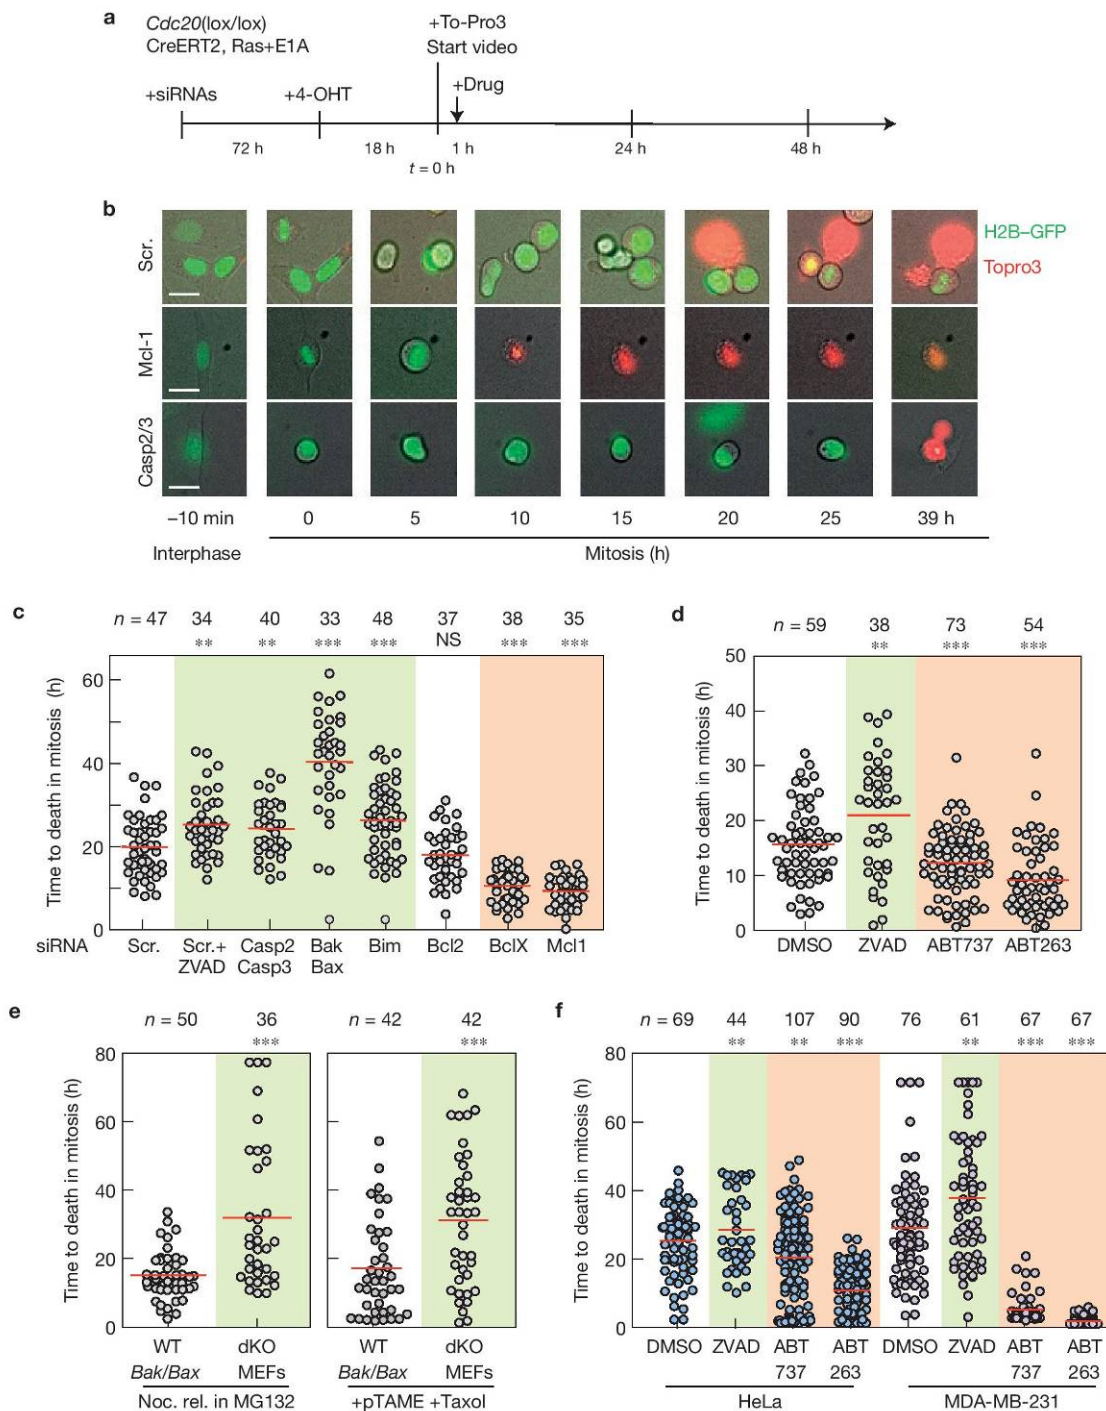 a
Cdc20(lox/lox)
CreERT2, Ras+E1A
+To-Pro3
Start video
+siRNAs
+4-OHT
+Drug
72 h
18 h
1 h
24 h
48 h
t = 0 h
b
Scr.
H2B–GFP
Topro3
Mcl-1
Casp2/3
–10 min
0
5
10
15
20
25
39 h
Interphase
Mitosis (h)
c
n = 47 34 40 33 48 37 38 35
** ** *** *** NS *** ***
Time to death in mitosis (h)
60
40
20
0
siRNA Scr. Scr.+ Casp2 Bak Bim Bcl2 BclX Mcl1
ZVAD Casp3 Bax
d
n = 59 38 73 54
** *** ***
Time to death in mitosis (h)
50
40
30
20
10
0
DMSO ZVAD ABT737 ABT263
e
n = 50 36 n = 42 42
*** ***
Time to death in mitosis (h)
80
60
40
20
0
WT dKO WT dKO
Bak/Bax MEFs Bak/Bax MEFs
Noc. rel. in MG132 +pTAME +Taxol
f
n = 69 44 107 90 76 61 67 67
** ** *** ** *** ***
Time to death in mitosis (h)
80
60
40
20
0
DMSO ZVAD ABT ABT DMSO ZVAD ABT ABT
737 263 737 263
HeLa MDA-MB-231